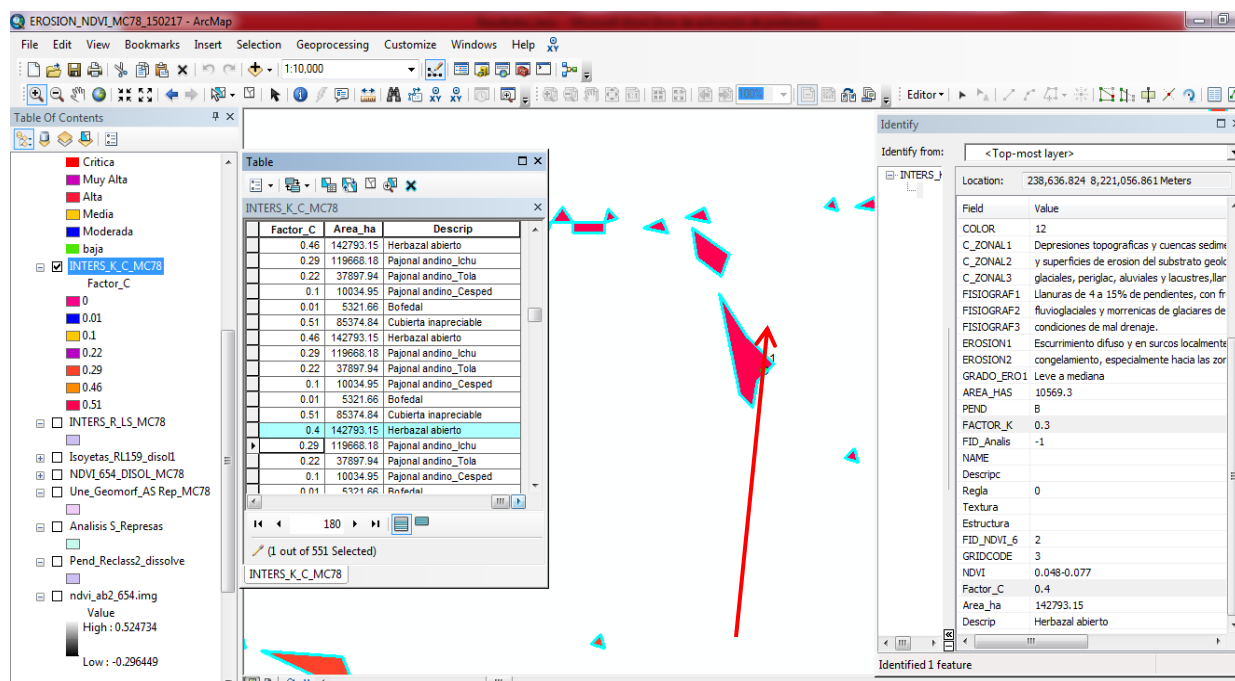 EROSION_NDVI_MC78_150217 - ArcMap
File Edit View Bookmarks Insert Selection Geoprocessing Customize Windows Help
1:10,000
100%
Editor
Table Of Contents
Critica
Muy Alta
Alta
Media
Moderada
baja
INTERS_K_C_MC78
Factor_C
0
0.01
0.1
0.22
0.29
0.46
0.51
INTERS_R_LS_MC78
Isoyetas_RL159_disol1
NDVI_654_DISOL_MC78
Une_Geomorf_AS Rep_MC78
Analisis S_Represas
Pend_Reclass2_dissolve
ndvi_ab2_654.img
Value
High : 0.524734
Low : -0.296449
Table
INTERS_K_C_MC78
Factor_C Area_ha Descrip
0.46 142793.15 Herbazal abierto
0.29 119668.18 Pajonal andino_Ichu
0.22 37897.94 Pajonal andino_Tola
0.1 10034.95 Pajonal andino_Cesped
0.01 5321.66 Bofedal
0.51 85374.84 Cubierta inapreciable
0.46 142793.15 Herbazal abierto
0.29 119668.18 Pajonal andino_Ichu
0.22 37897.94 Pajonal andino_Tola
0.1 10034.95 Pajonal andino_Cesped
0.01 5321.66 Bofedal
0.51 85374.84 Cubierta inapreciable
0.4 142793.15 Herbazal abierto
0.29 119668.18 Pajonal andino_Ichu
0.22 37897.94 Pajonal andino_Tola
0.1 10034.95 Pajonal andino_Cesped
0.01 5321.66 Bofedal
180
(1 out of 551 Selected)
INTERS_K_C_MC78
1
Identify
Identify from: <Top-most layer>
INTERS_K
Location: 238,636.824 8,221,056.861 Meters
Field Value
COLOR 12
C_ZONAL1 Depresiones topograficas y cuencas sedime
C_ZONAL2 y superficies de erosion del substrato geolo
C_ZONAL3 glaciales, periglac, aluviales y lacustres,llan
FISIOGRAF1 Llanuras de 4 a 15% de pendientes, con fr
FISIOGRAF2 fluvioglaciales y morrenicas de glaciares de
FISIOGRAF3 condiciones de mal drenaje.
EROSION1 Escurrimiento difuso y en surcos localmente
EROSION2 congelamiento, especialmente hacia las zor
GRADO_ERO1 Leve a mediana
AREA_HAS 10569.3
PEND B
FACTOR_K 0.3
FID_Analis -1
NAME
Descripc
Regla 0
Textura
Estructura
FID_NDVI_6 2
GRIDCODE 3
NDVI 0.048-0.077
Factor_C 0.4
Area_ha 142793.15
Descrip Herbazal abierto
Identified 1 feature